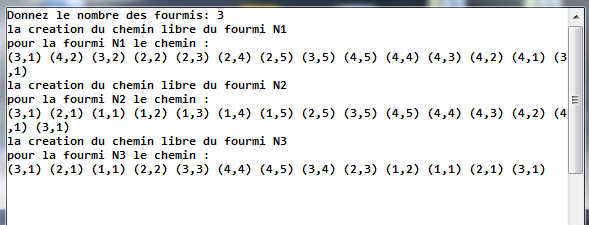 Donnez le nombre des fourmis: 3
la creation du chemin libre du fourmi N1
pour la fourmi N1 le chemin :
(3,1) (4,2) (3,2) (2,2) (2,3) (2,4) (2,5) (3,5) (4,5) (4,4) (4,3) (4,2) (4,1) (3
,1)
la creation du chemin libre du fourmi N2
pour la fourmi N2 le chemin :
(3,1) (2,1) (1,1) (1,2) (1,3) (1,4) (1,5) (2,5) (3,5) (4,5) (4,4) (4,3) (4,2) (4
,1) (3,1)
la creation du chemin libre du fourmi N3
pour la fourmi N3 le chemin :
(3,1) (2,1) (1,1) (2,2) (3,3) (4,4) (4,5) (3,4) (2,3) (1,2) (1,1) (2,1) (3,1)